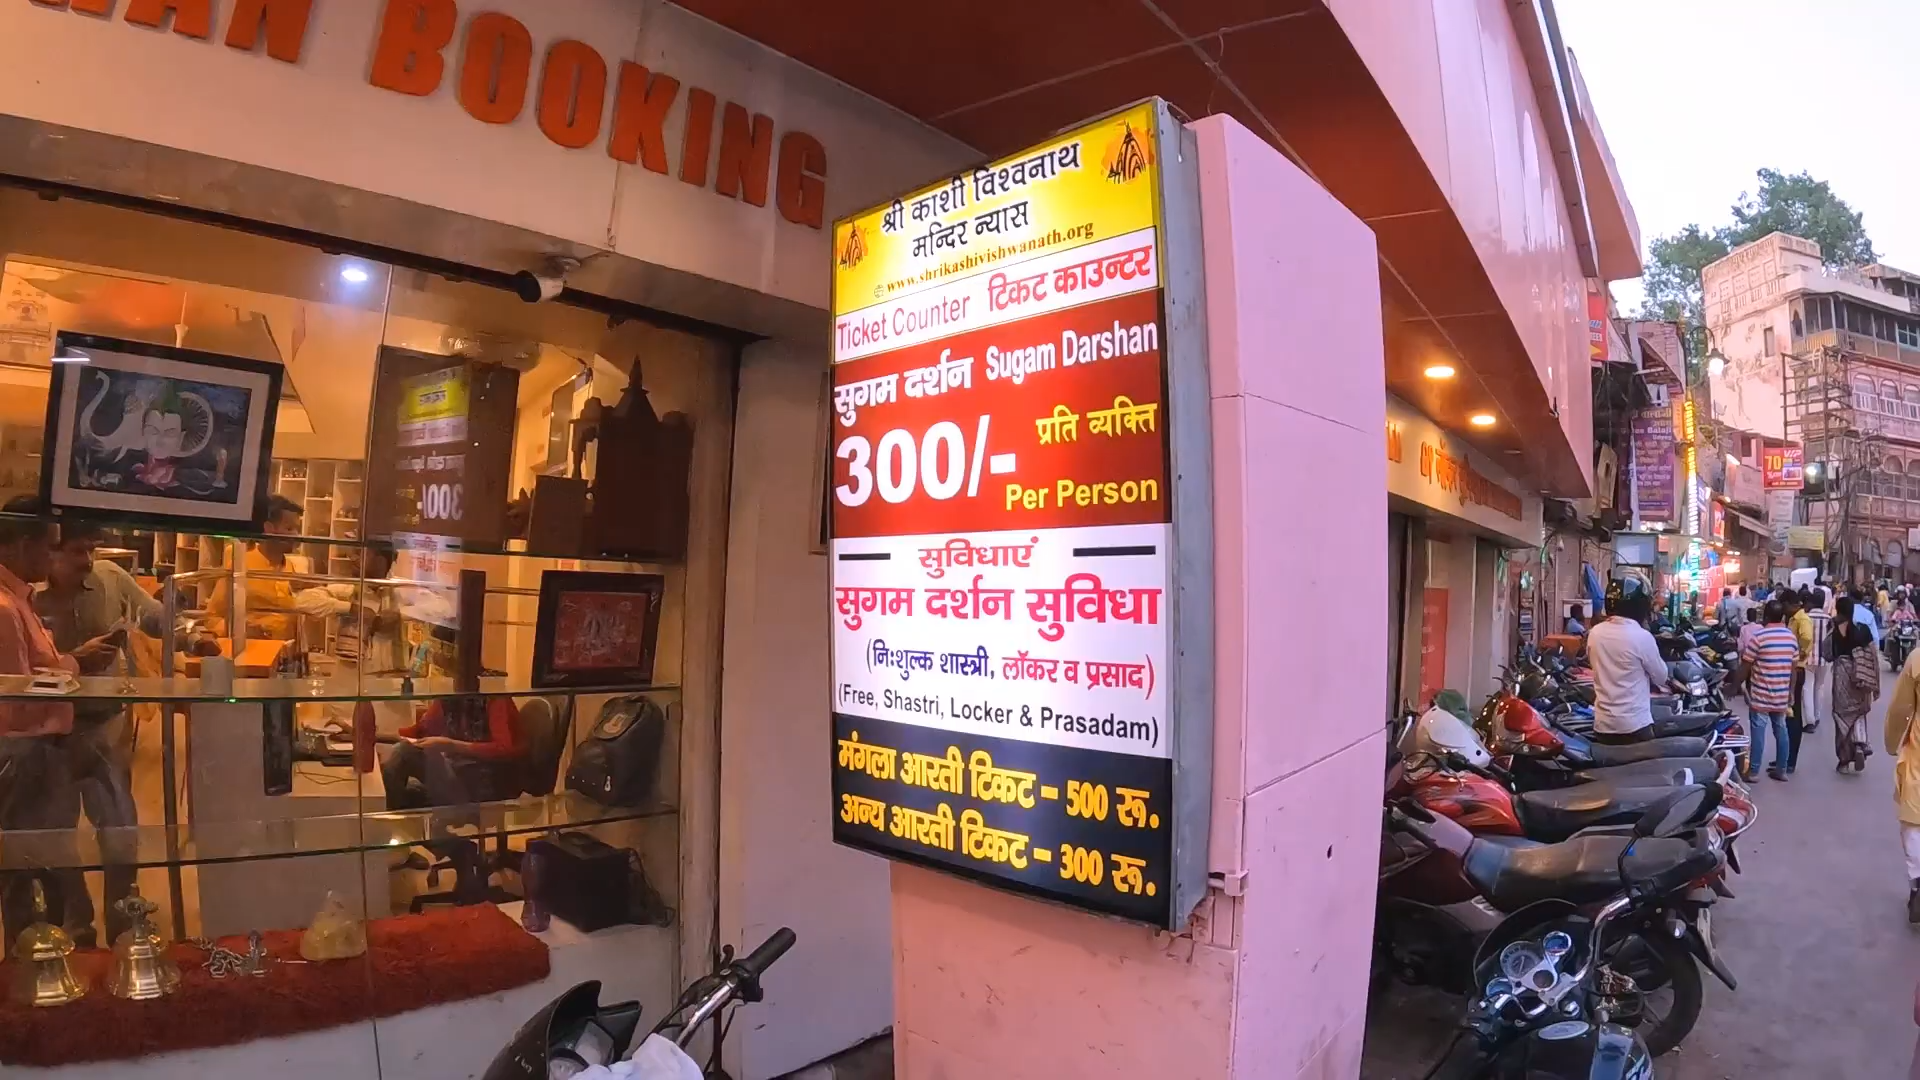 BOOKING
श्री काशी विश्वनाथ
मन्दिर न्यास
www.shrikashivishwanath.org
Ticket Counter टिकट काउन्टर
सुगम दर्शन Sugam Darshan
300/- प्रति व्यक्ति
Per Person
सुविधाएं
सुगम दर्शन सुविधा
(निःशुल्क शास्त्री, लॉकर व प्रसाद)
(Free, Shastri, Locker & Prasadam)
मंगला आरती टिकट - 500 रू.
अन्य आरती टिकट - 300 रू.
70